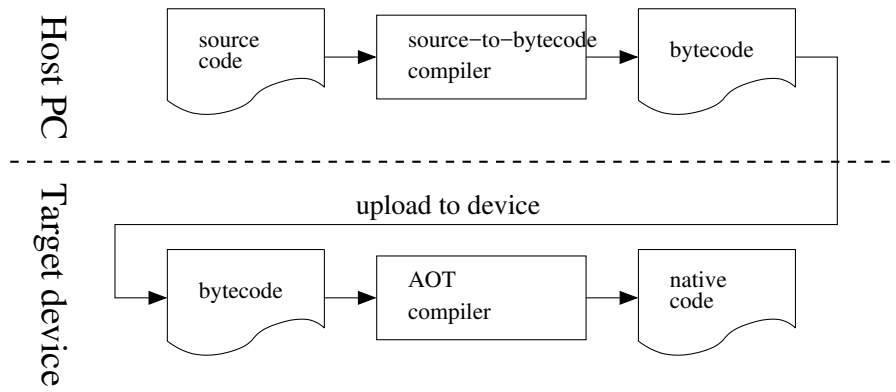 Host PC
source
code
source-to-bytecode
compiler
bytecode
upload to device
Target device
bytecode
AOT
compiler
native
code